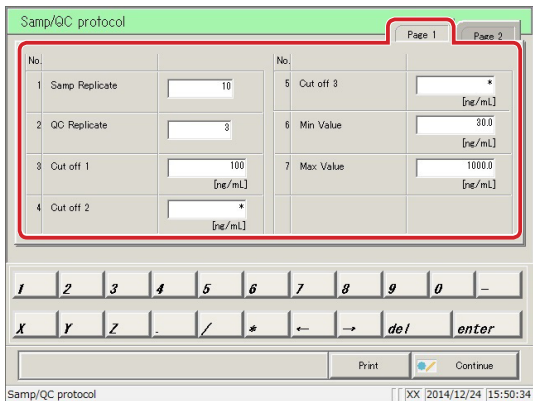 Samp/QC protocol
Page 1
Page 2
No.
1 Samp Replicate 10
2 QC Replicate 3
3 Cut off 1 100
[ng/mL]
4 Cut off 2 *
[ng/mL]
No.
5 Cut off 3 *
[ng/mL]
6 Min Value 30.0
[ng/mL]
7 Max Value 1000.0
[ng/mL]
1 2 3 4 5 6 7 8 9 0 -
X Y Z . / * ← → del enter
Print Continue
Samp/QC protocol XX 2014/12/24 15:50:34